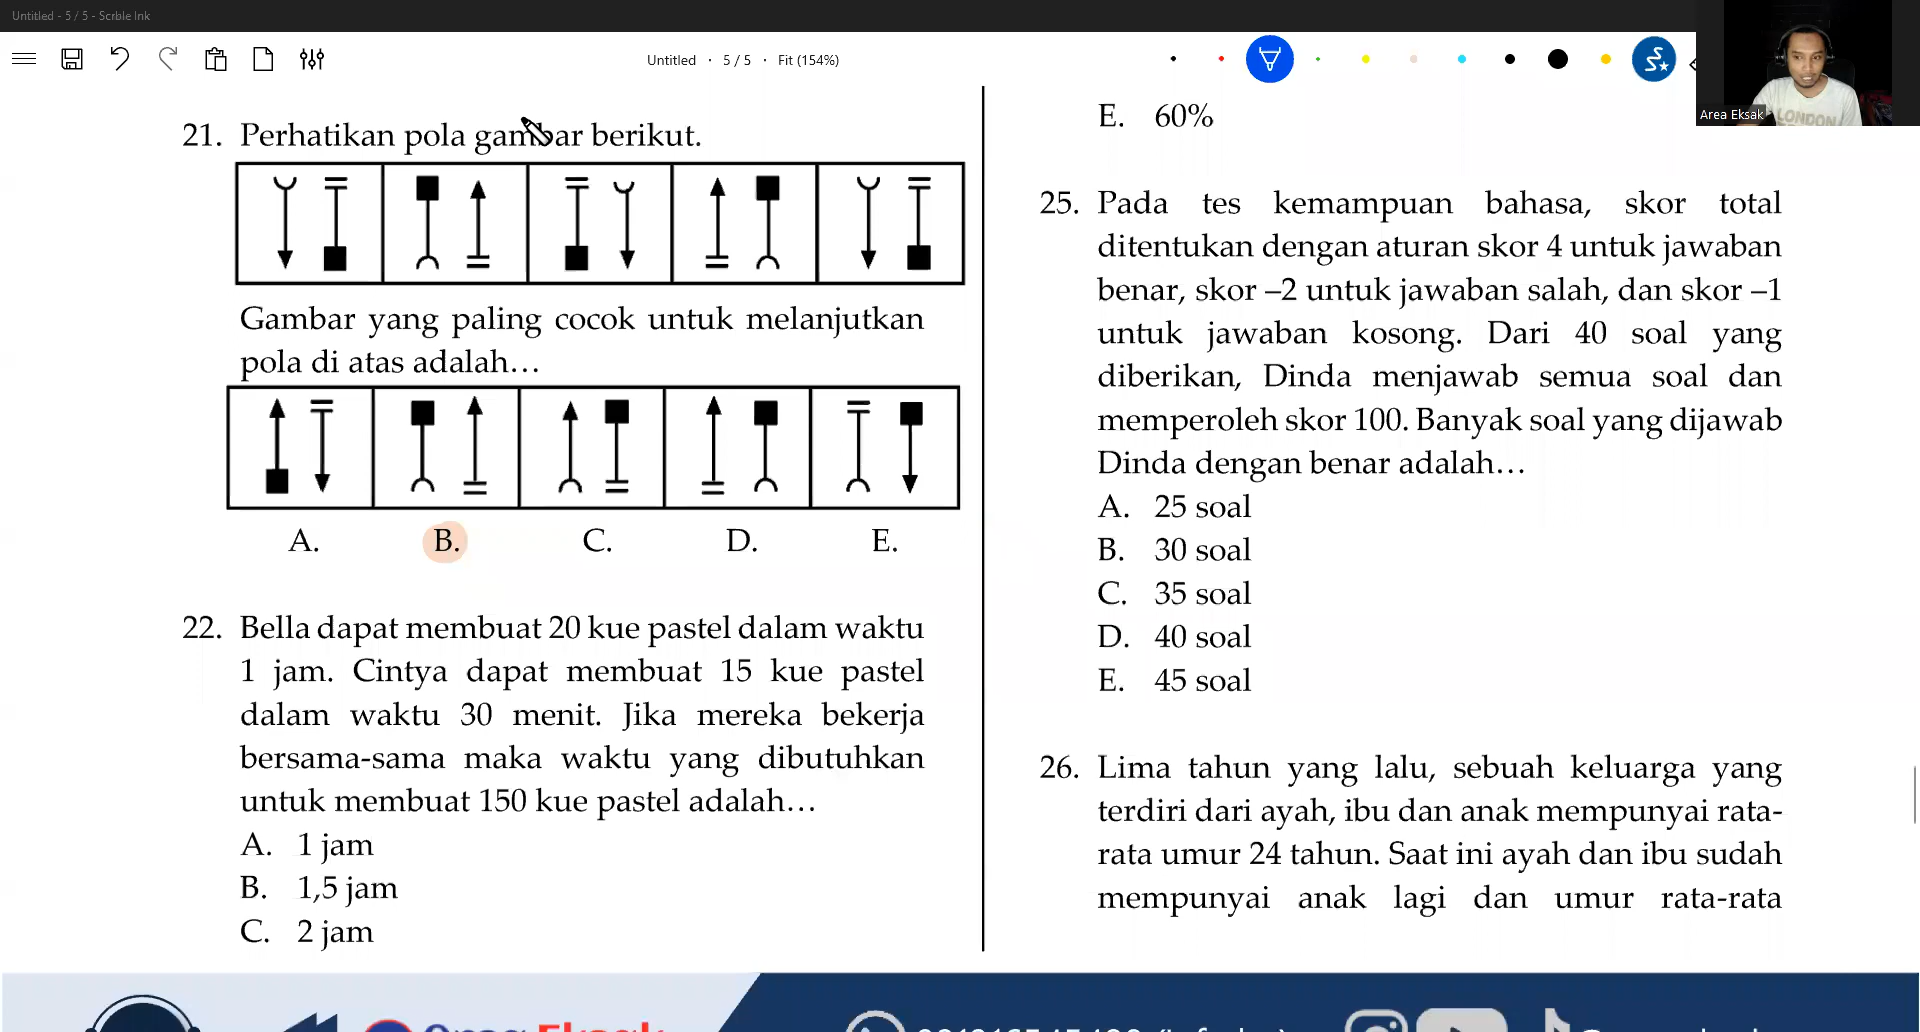 Untitled - 5 / 5 - Scrble Ink
Untitled • 5 / 5 • Fit (154%)
Area Eksak
LONDON
21. Perhatikan pola gambar berikut.
Gambar yang paling cocok untuk melanjutkan
pola di atas adalah…
A. B. C. D. E.
22. Bella dapat membuat 20 kue pastel dalam waktu
1 jam. Cintya dapat membuat 15 kue pastel
dalam waktu 30 menit. Jika mereka bekerja
bersama-sama maka waktu yang dibutuhkan
untuk membuat 150 kue pastel adalah…
A. 1 jam
B. 1,5 jam
C. 2 jam
E. 60%
25. Pada tes kemampuan bahasa, skor total
ditentukan dengan aturan skor 4 untuk jawaban
benar, skor –2 untuk jawaban salah, dan skor –1
untuk jawaban kosong. Dari 40 soal yang
diberikan, Dinda menjawab semua soal dan
memperoleh skor 100. Banyak soal yang dijawab
Dinda dengan benar adalah…
A. 25 soal
B. 30 soal
C. 35 soal
D. 40 soal
E. 45 soal
26. Lima tahun yang lalu, sebuah keluarga yang
terdiri dari ayah, ibu dan anak mempunyai rata-
rata umur 24 tahun. Saat ini ayah dan ibu sudah
mempunyai anak lagi dan umur rata-rata